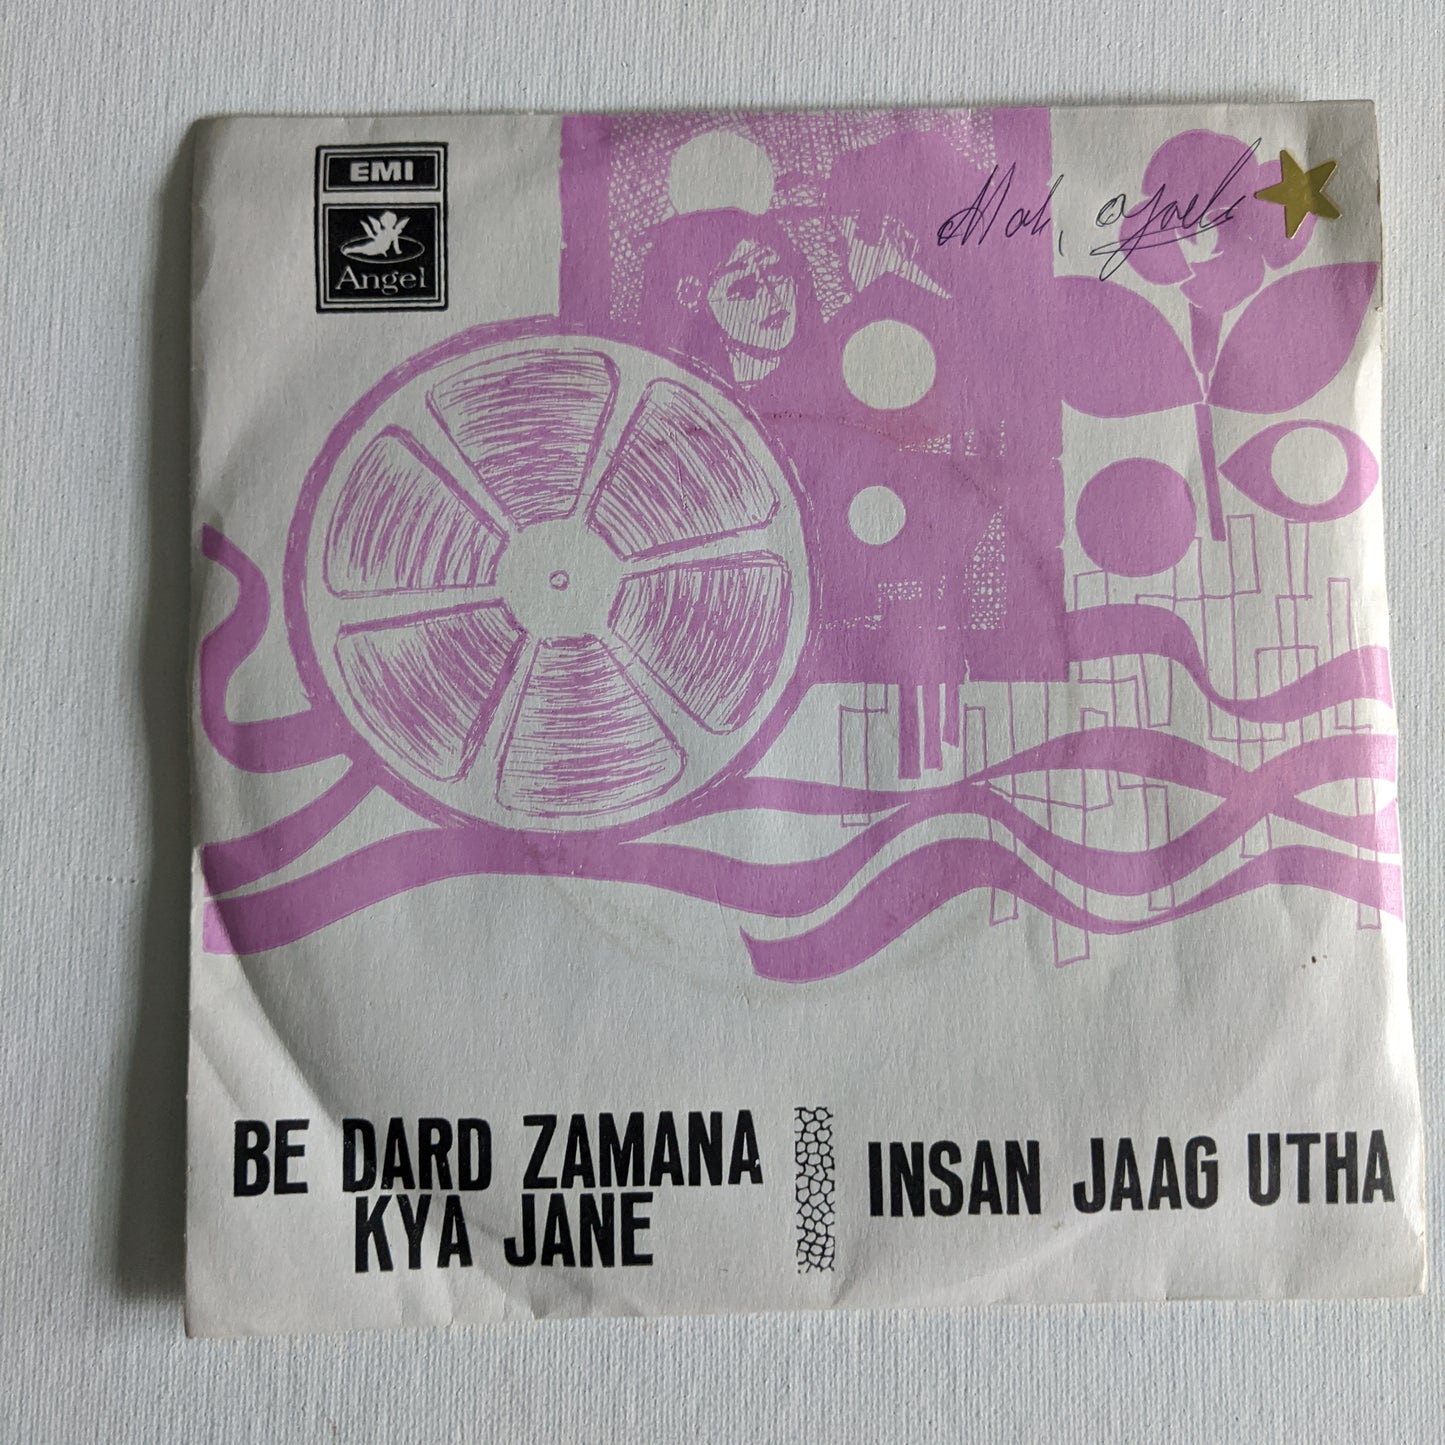 EMI
Angel
BE DARD ZAMANA
KYA JANE
INSAN JAAG UTHA